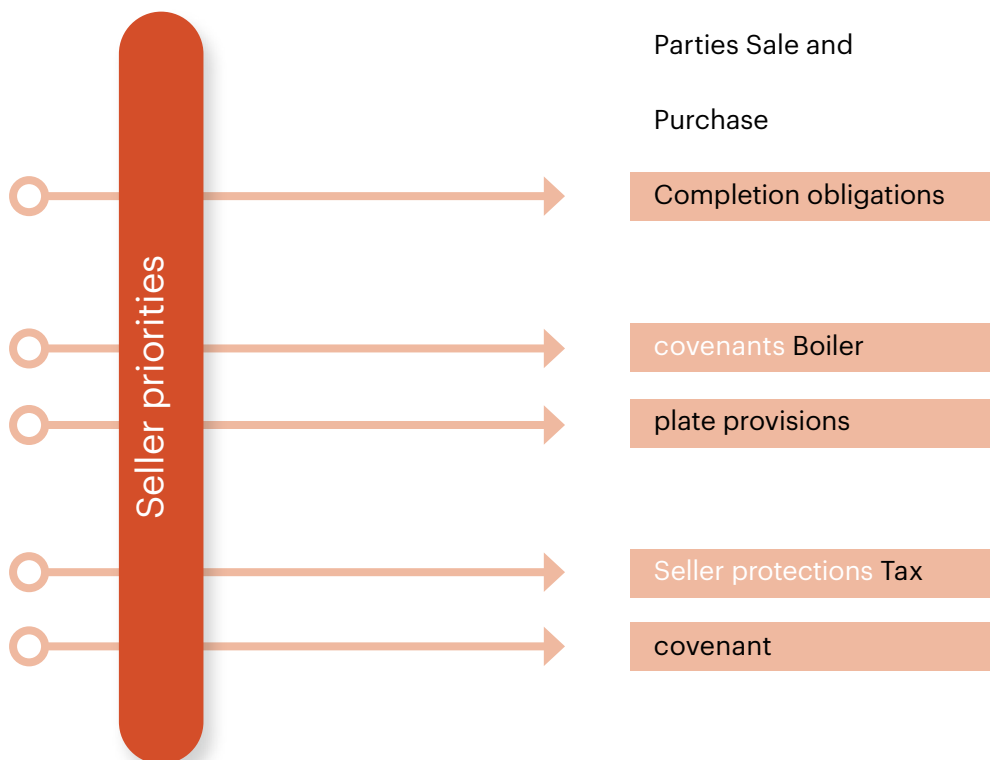 Seller priorities
Parties Sale and
Purchase
Completion obligations
covenants Boiler
plate provisions
Seller protections Tax
covenant